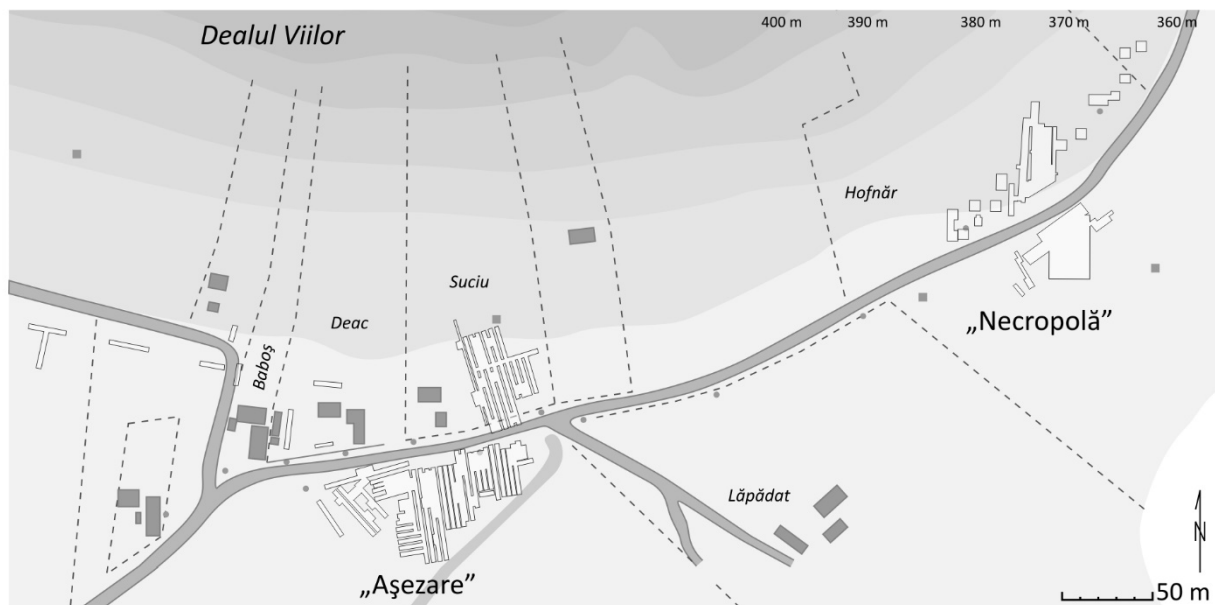 Dealul Viilor
400 m
390 m
380 m
370 m
360 m
Hofnăr
Suciu
Deac
Baboş
„Necropolă”
Lăpădat
„Aşezare”
N
50 m